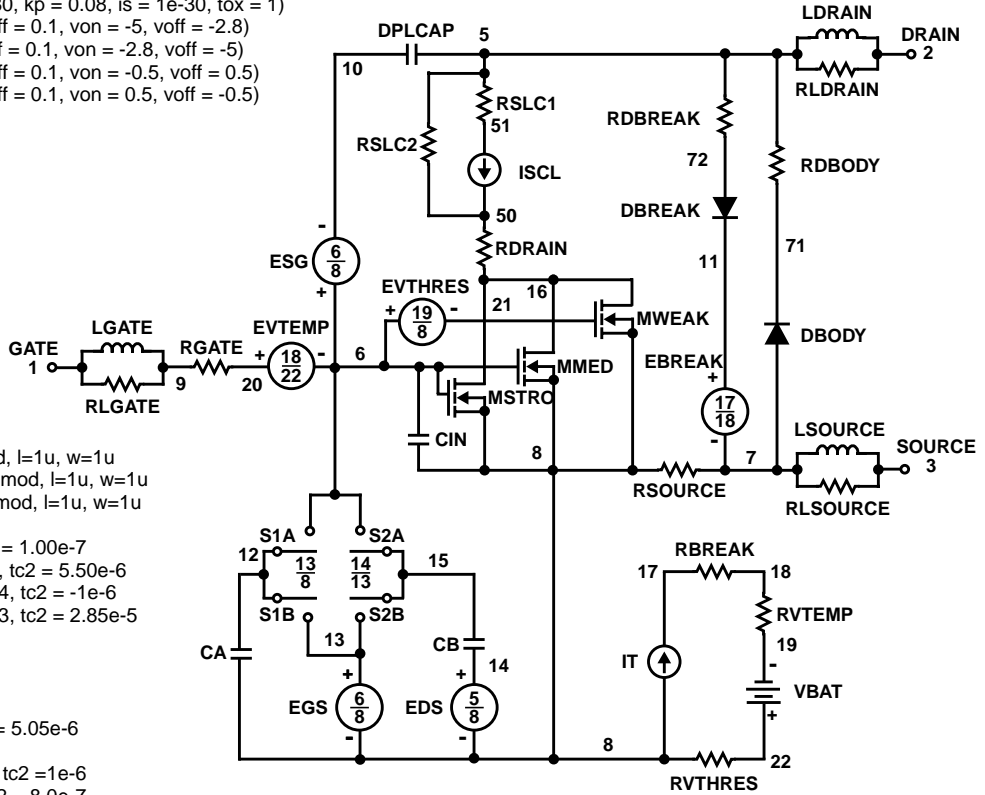 30, kp = 0.08, is = 1e-30, tox = 1)
off = 0.1, von = -5, voff = -2.8)
f = 0.1, von = -2.8, voff = -5)
ff = 0.1, von = -0.5, voff = 0.5)
ff = 0.1, von = 0.5, voff = -0.5)
LDRAIN
DPLCAP 5 DRAIN
10 2
RLDRAIN
RSLC1
51
RDBREAK
RSLC2
72
RDBODY
ISCL
DBREAK
50
71
RDRAIN
ESG 6/8
- +
11
EVTHRES
16
21
+ 19/8 -
MWEAK
LGATE
EVTEMP
DBODY
GATE RGATE + 18/22 - 6
EBREAK
MMED
1 9 20
+
RLGATE
MSTRO
17/18
-
LSOURCE
CIN
SOURCE
8 7
3
d, l=1u, w=1u
mod, l=1u, w=1u
mod, l=1u, w=1u
RSOURCE
RLSOURCE
= 1.00e-7
, tc2 = 5.50e-6
4, tc2 = -1e-6
3, tc2 = 2.85e-5
S1A S2A
12 13/8 14/13 15
RBREAK
17 18
S1B S2B
RVTEMP
13
CB
19
CA
14
IT
-
VBAT
+ +
EGS 6/8 EDS 5/8
+
- -
= 5.05e-6
8
22
RVTHRES
tc2 =1e-6